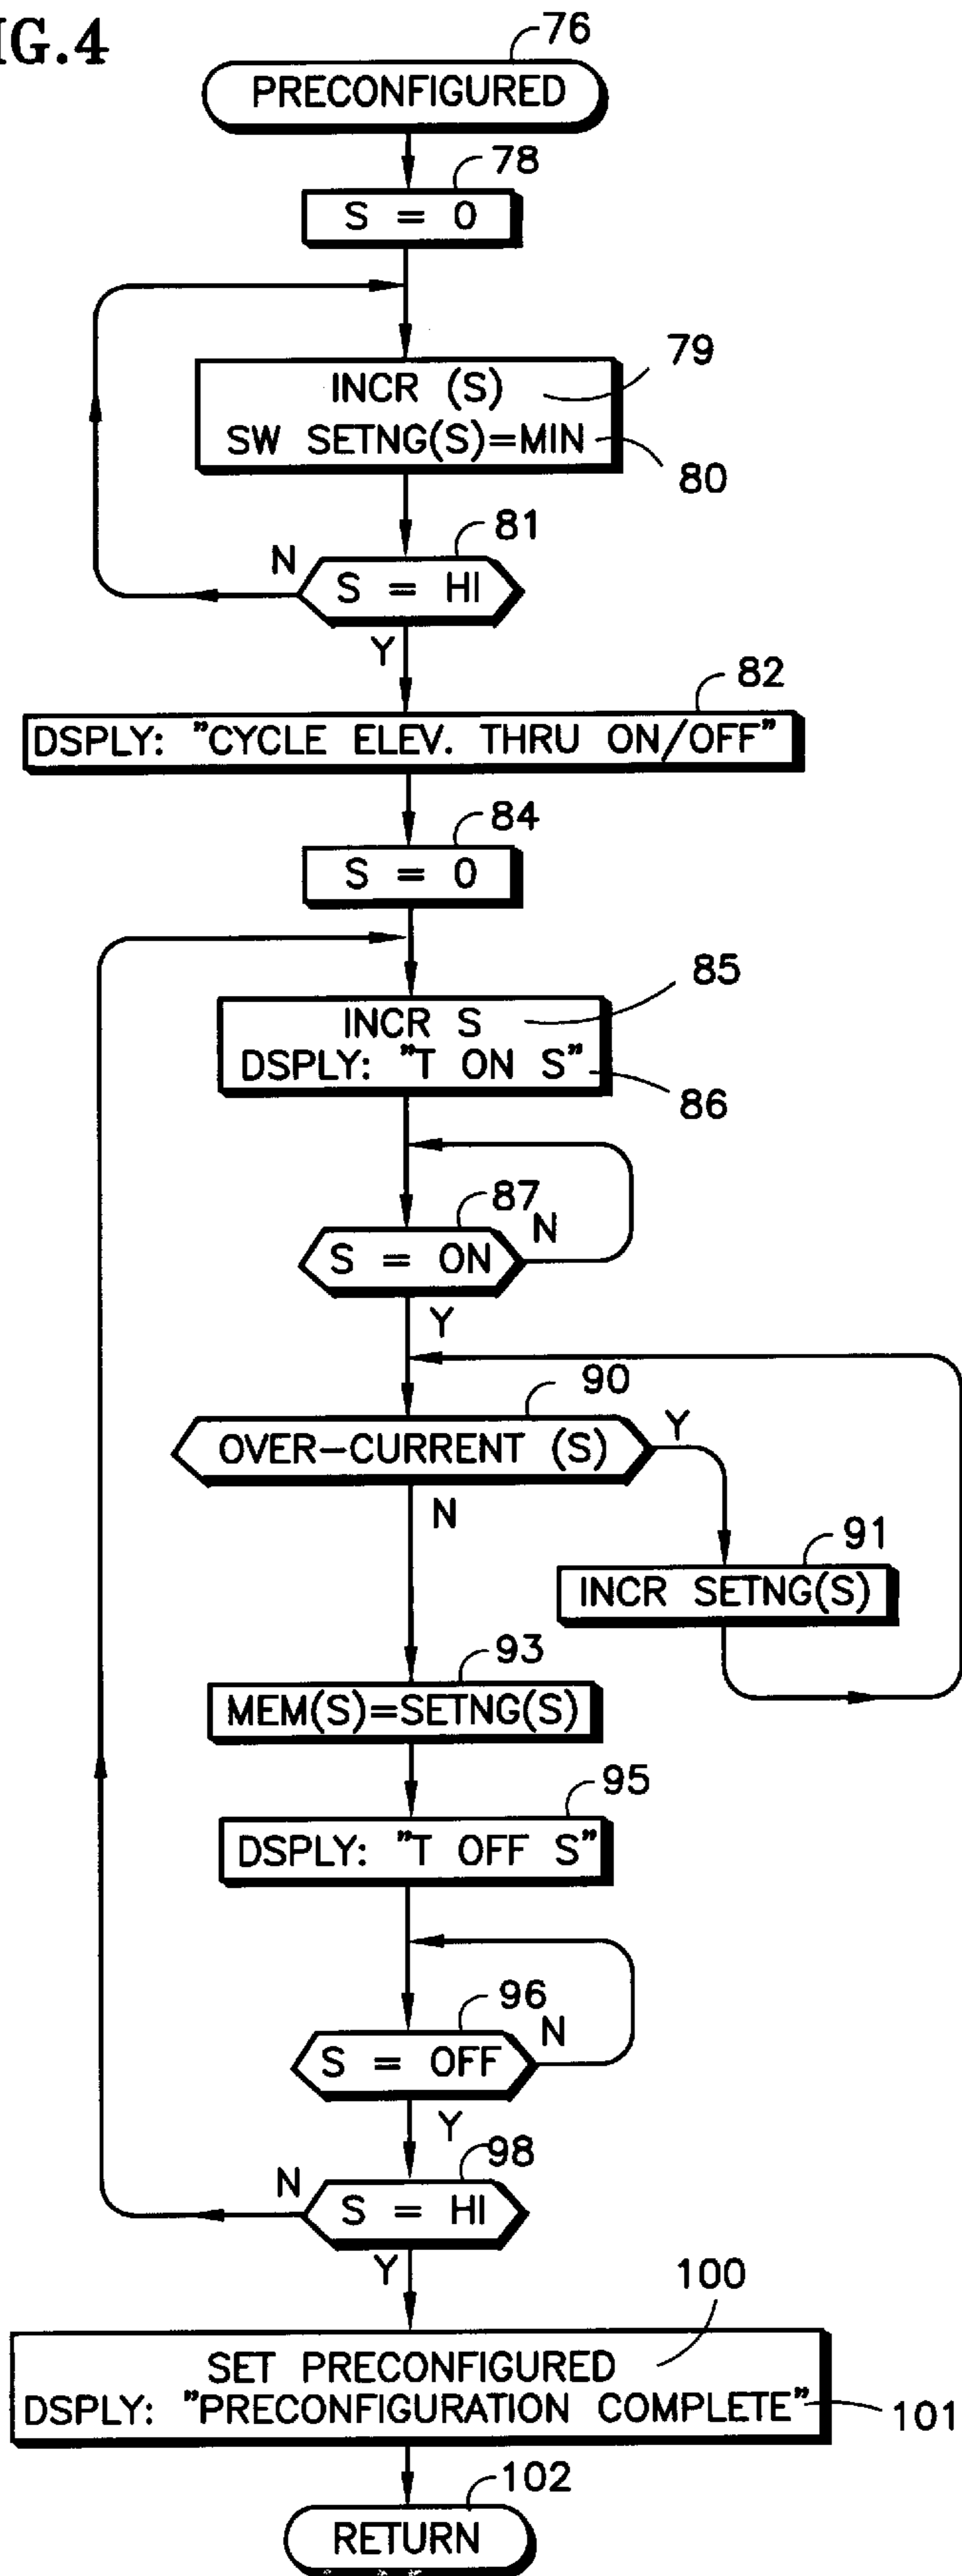 IG.4
76
PRECONFIGURED
78
S = 0
79
INCR (S)
SW SETNG(S)=MIN
80
81
N
S = HI
Y
82
DSPLY: "CYCLE ELEV. THRU ON/OFF"
84
S = 0
85
INCR S
DSPLY: "T ON S"
86
87
N
S = ON
Y
90
OVER-CURRENT (S)
Y
N
91
INCR SETNG(S)
93
MEM(S)=SETNG(S)
95
DSPLY: "T OFF S"
96
N
S = OFF
Y
98
N
S = HI
Y
100
SET PRECONFIGURED
DSPLY: "PRECONFIGURATION COMPLETE"
101
102
RETURN